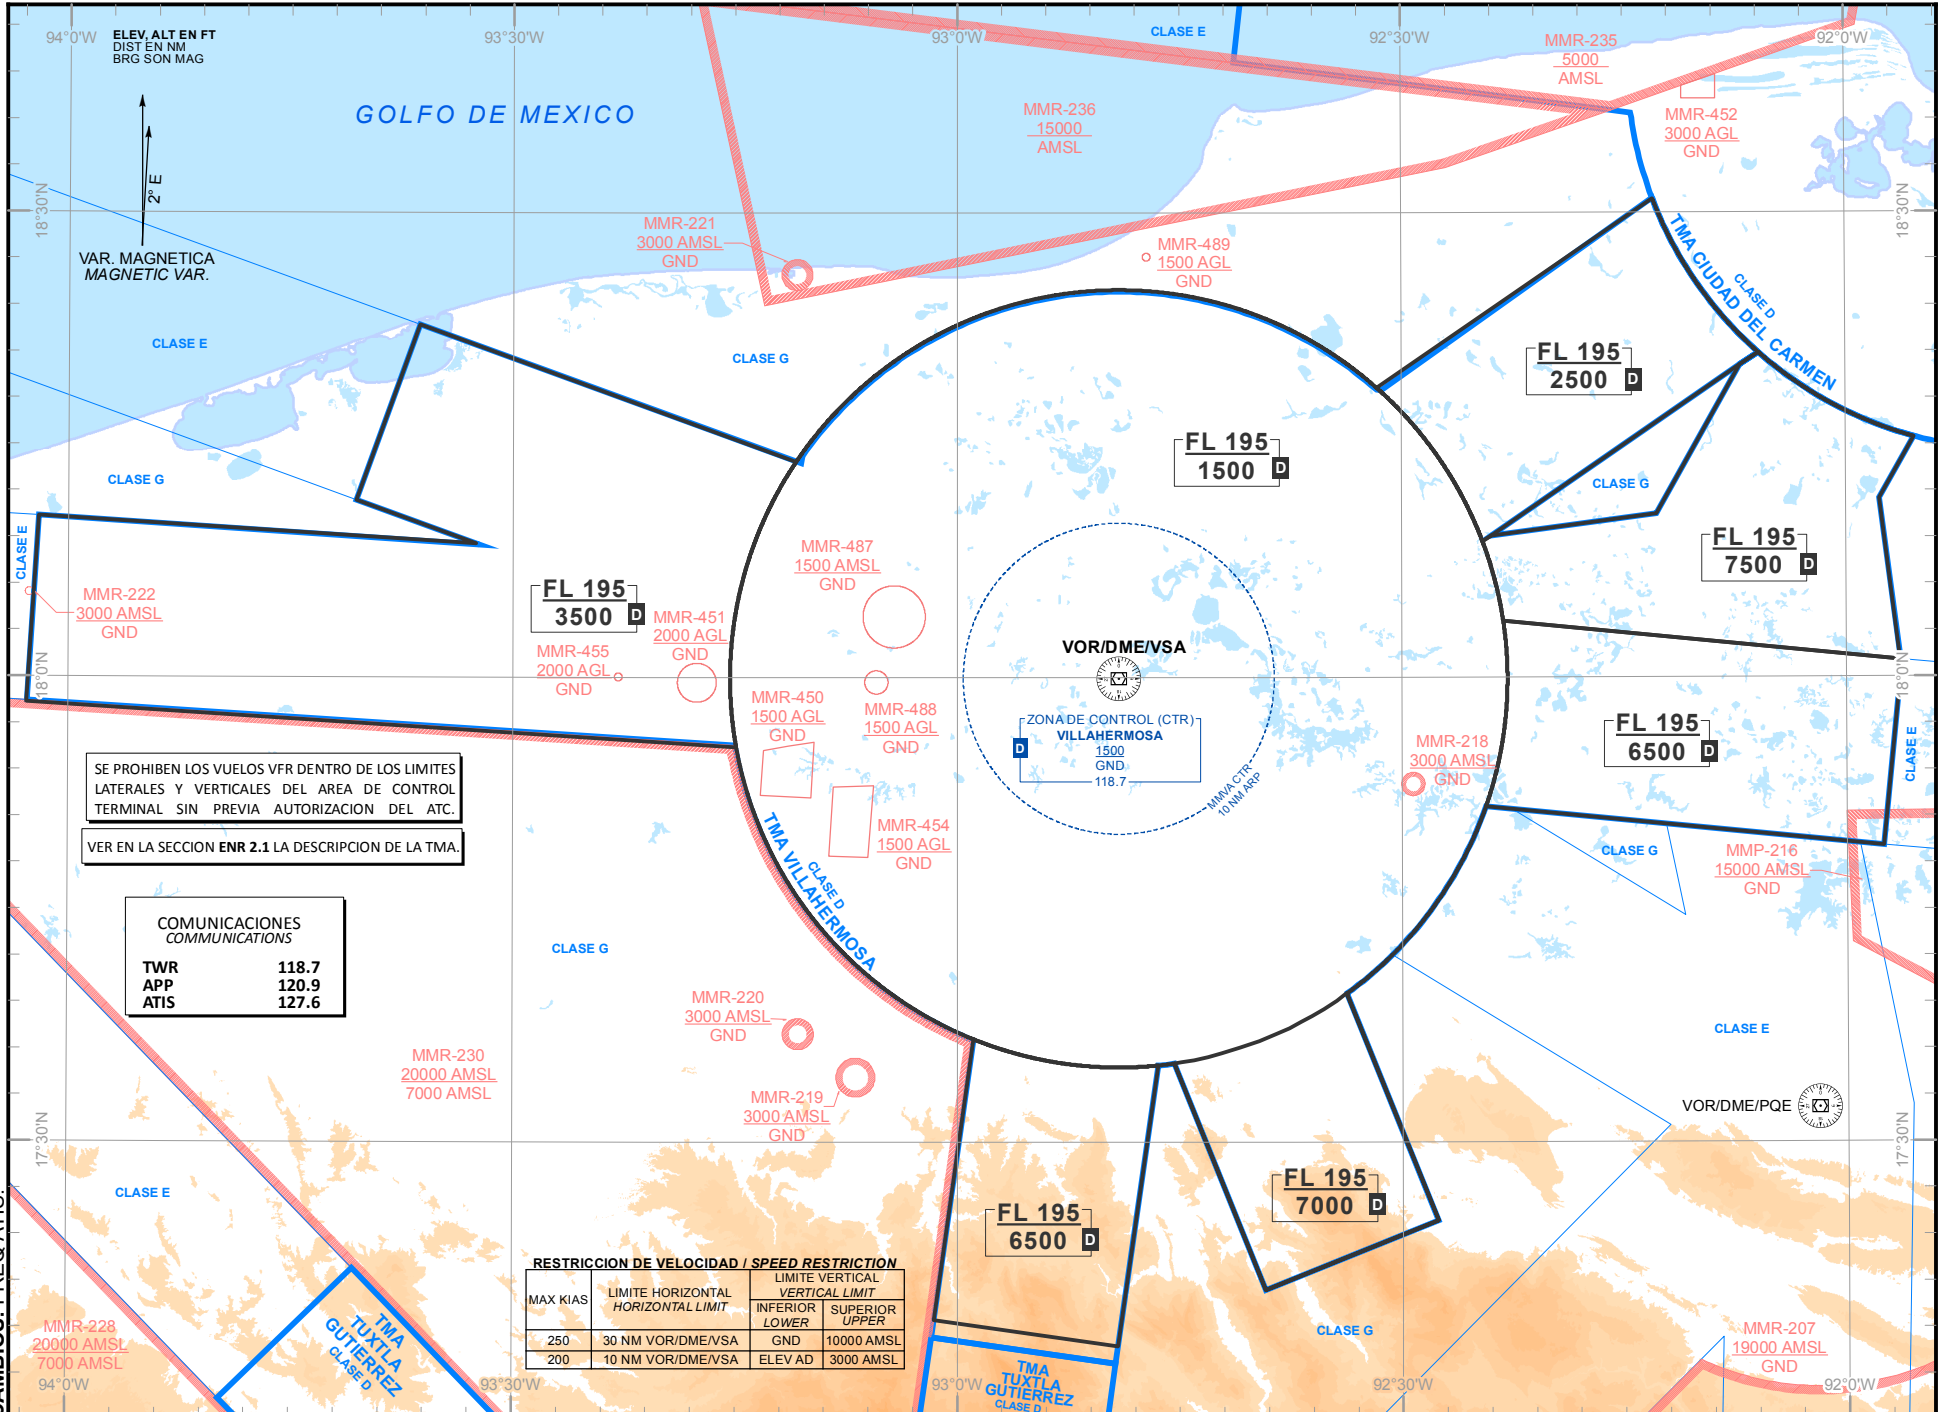 94°0'W
93°30'W
93°0'W
92°30'W
92°0'W
ELEV, ALT EN FT
DIST EN NM
BRG SON MAG
2° E
VAR. MAGNETICA
MAGNETIC VAR.
GOLFO DE MEXICO
CLASE E
MMR-235
5000
AMSL
MMR-236
15000
AMSL
MMR-452
3000 AGL
GND
18°30'N
18°30'N
MMR-221
3000 AMSL
GND
MMR-489
1500 AGL
GND
TMA CIUDAD DEL CARMEN
CLASE D
CLASE E
CLASE G
FL 195
2500 D
FL 195
1500 D
CLASE G
CLASE G
CLASE E
FL 195
7500 D
MMR-487
1500 AMSL
GND
MMR-222
3000 AMSL
GND
FL 195
3500 D
MMR-451
2000 AGL
GND
MMR-455
2000 AGL
GND
VOR/DME/VSA
18°0'N
18°0'N
MMR-450
1500 AGL
GND
MMR-488
1500 AGL
GND
ZONA DE CONTROL (CTR)
VILLAHERMOSA
D
1500
GND
118.7
MMVA CTR
10 NM ARP
MMR-218
3000 AMSL
GND
FL 195
6500 D
CLASE E
SE PROHIBEN LOS VUELOS VFR DENTRO DE LOS LIMITES
LATERALES Y VERTICALES DEL AREA DE CONTROL
TERMINAL SIN PREVIA AUTORIZACION DEL ATC.
VER EN LA SECCION ENR 2.1 LA DESCRIPCION DE LA TMA.
MMR-454
1500 AGL
GND
TMA VILLAHERMOSA
CLASE D
CLASE G
MMP-216
15000 AMSL
GND
COMUNICACIONES
COMMUNICATIONS
TWR 118.7
APP 120.9
ATIS 127.6
CLASE G
MMR-220
3000 AMSL
GND
CLASE E
MMR-230
20000 AMSL
7000 AMSL
MMR-219
3000 AMSL
GND
VOR/DME/PQE
17°30'N
17°30'N
CLASE E
FL 195
7000 D
FL 195
6500 D
RESTRICCION DE VELOCIDAD / SPEED RESTRICTION
MAX KIAS
LIMITE HORIZONTAL
HORIZONTAL LIMIT
LIMITE VERTICAL
VERTICAL LIMIT
INFERIOR
LOWER
SUPERIOR
UPPER
250 30 NM VOR/DME/VSA GND 10000 AMSL
200 10 NM VOR/DME/VSA ELEV AD 3000 AMSL
MMR-228
20000 AMSL
7000 AMSL
TMA
TUXTLA
GUTIERREZ
CLASE D
TMA
TUXTLA
GUTIERREZ
CLASE D
CLASE G
MMR-207
19000 AMSL
GND
94°0'W
93°30'W
93°0'W
92°30'W
92°0'W